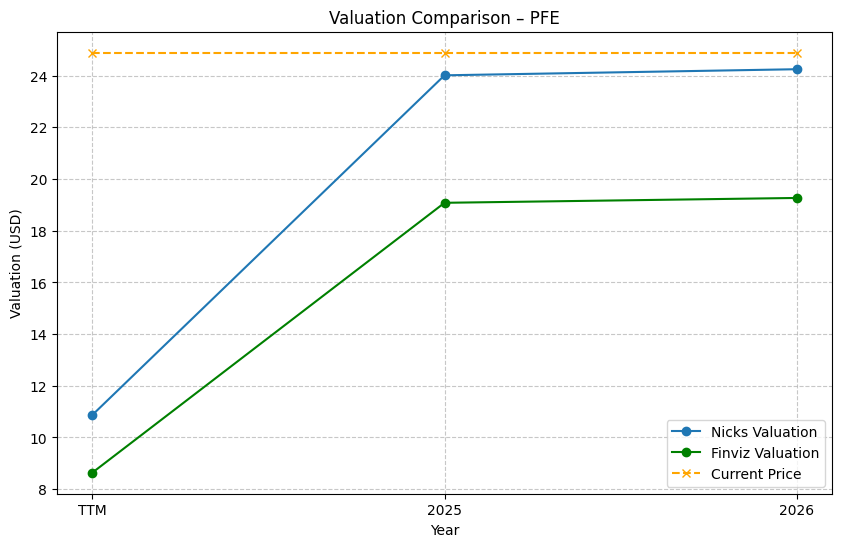 Valuation Comparison – PFE
Valuation (USD)
24
22
20
18
16
14
12
10
8
TTM
2025
2026
Year
Nicks Valuation
Finviz Valuation
Current Price